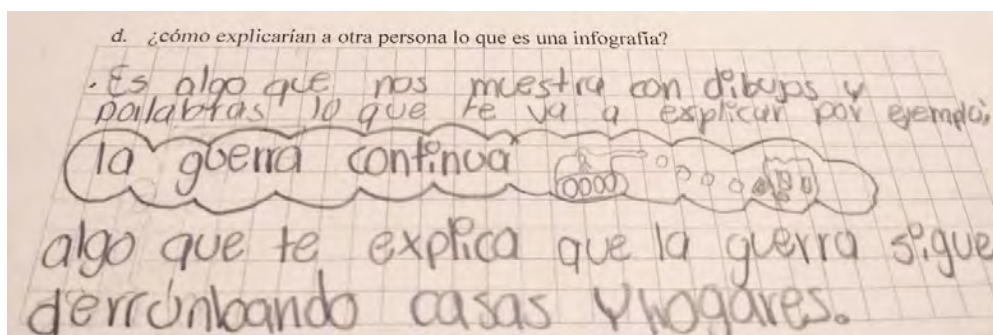 d. ¿cómo explicarían a otra persona lo que es una infografía?
. Es algo que nos muestra con dibujos y
palabras lo que te va a explicar por ejemplo;
la guerra continua
algo que te explica que la guerra sigue
derrunbando casas y hogares.